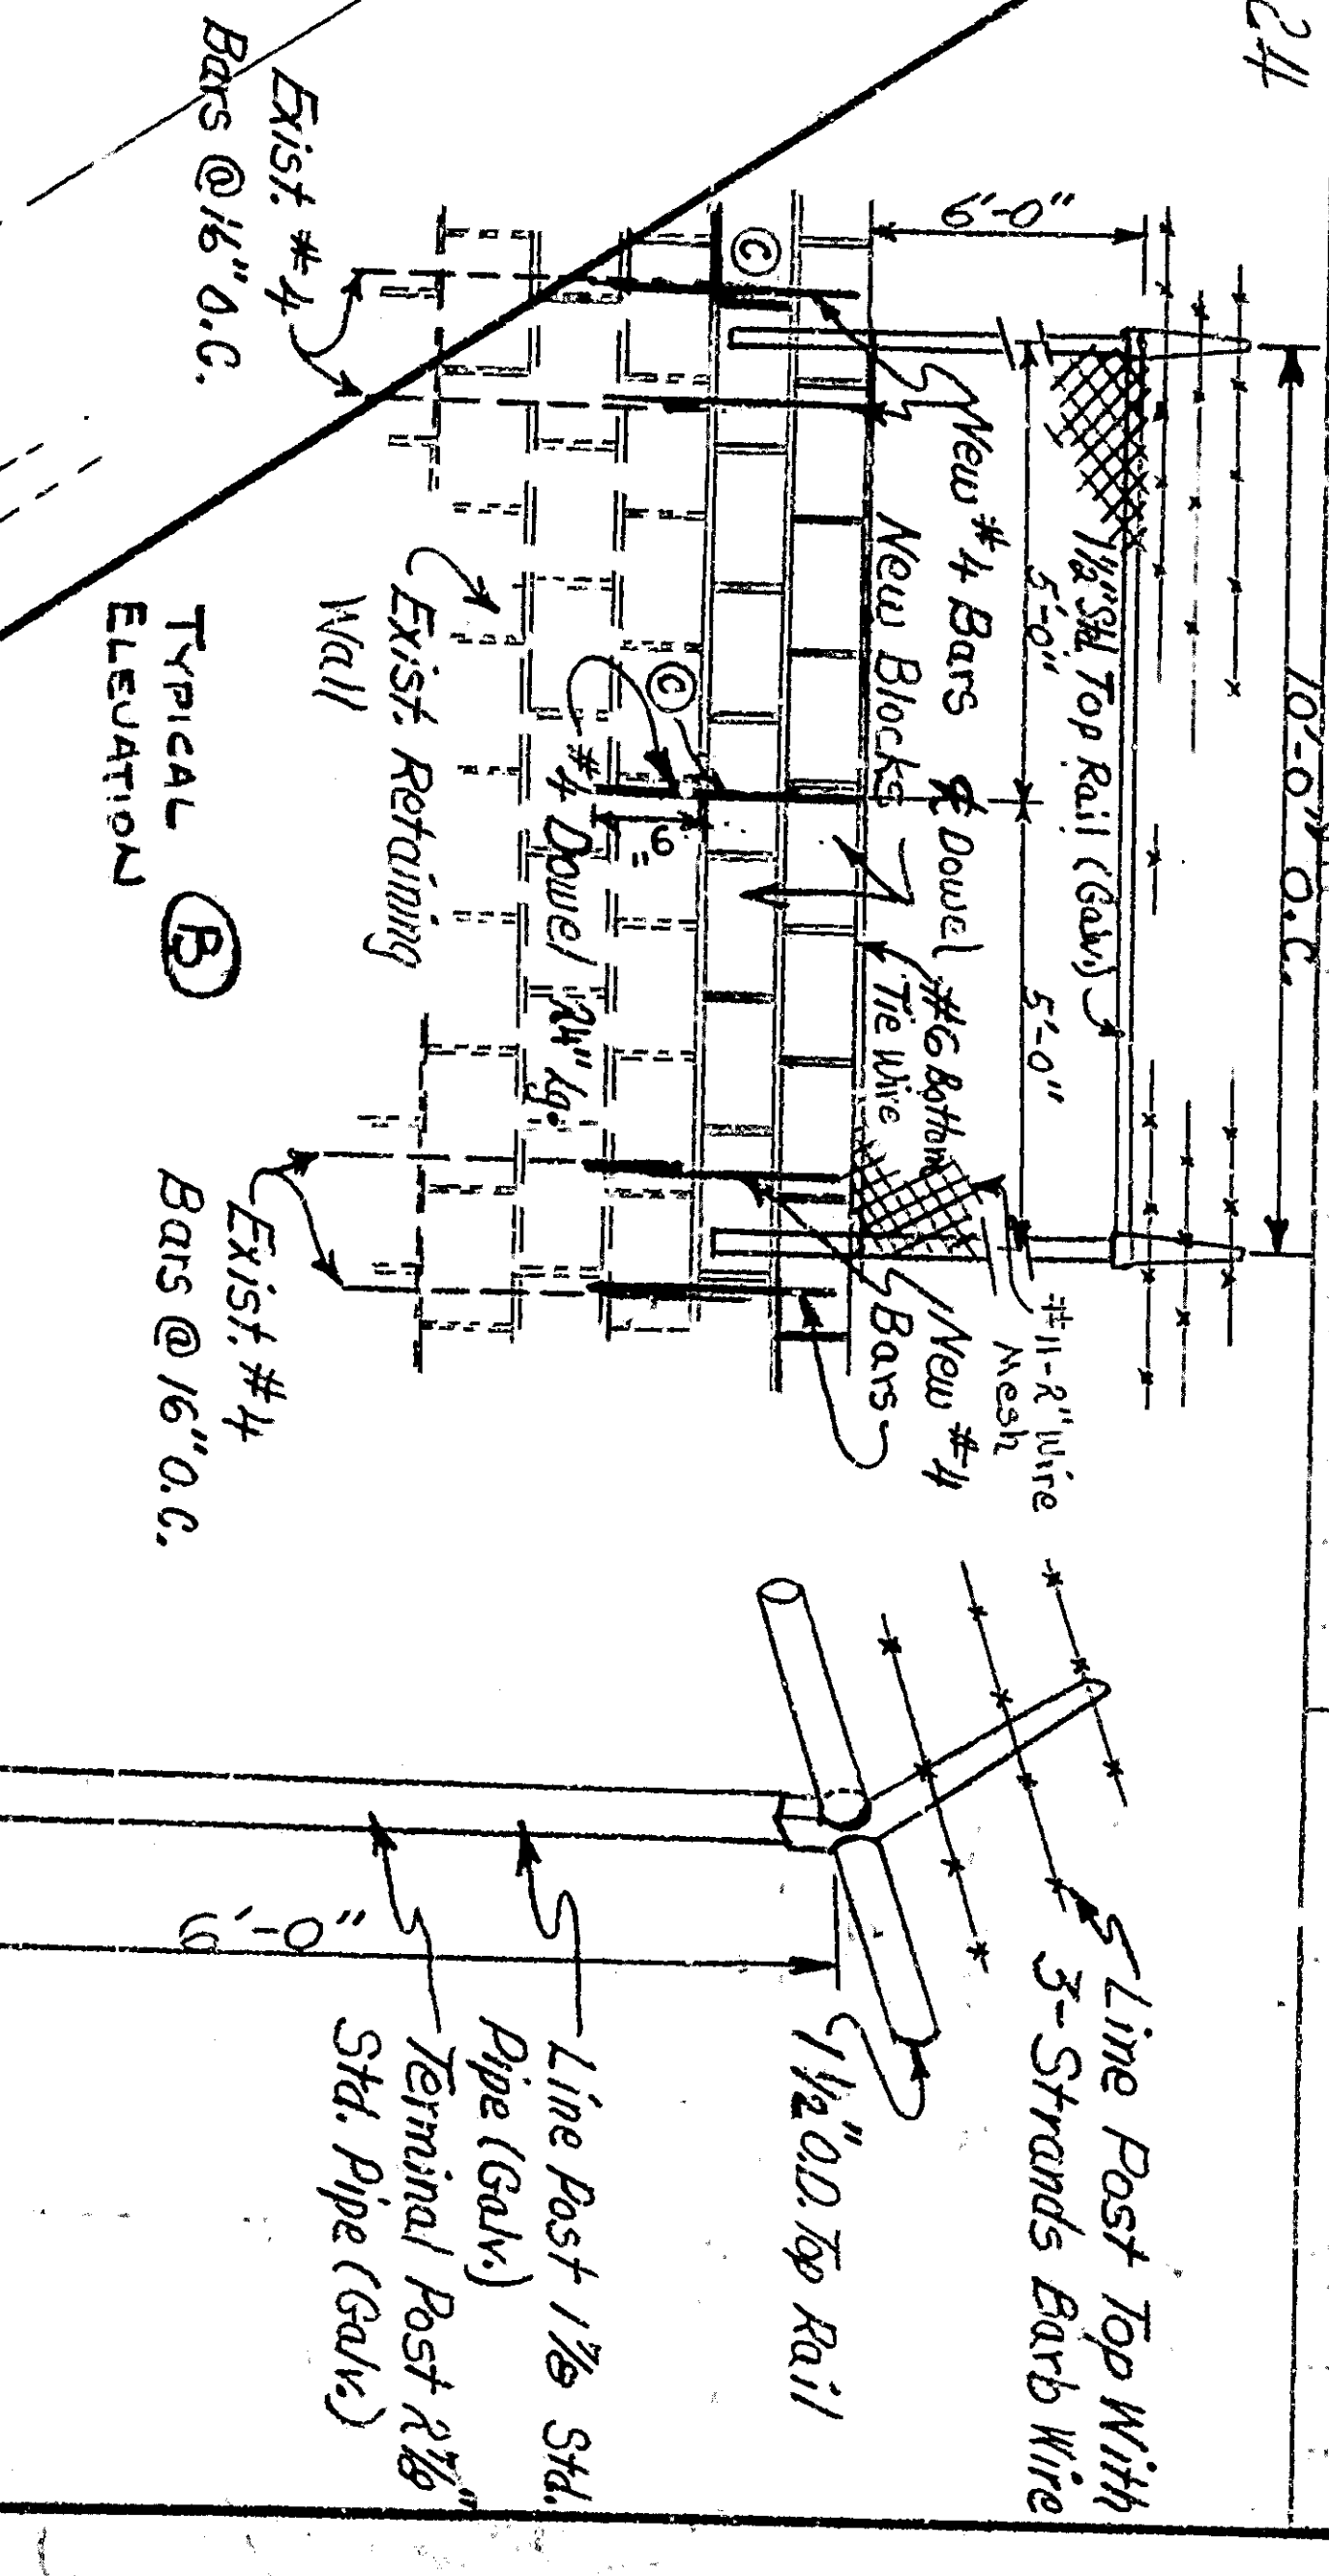 24
10'-0" O.C.
6'-0"
1½" Std. Top Rail (Galv.)
5'-0"
5'-0"
New #4 Bars
℄ Dowel
New Blocks
#6 Bottom
Tie Wire
#11-2" Wire
Mesh
New #4
Bars
C
C
6"
#4 Dowel 24" Lg.
Exist. Retaining
Wall
Exist. #4
Bars @ 16" O.C.
Exist. #4
Bars @ 16" O.C.
TYPICAL
ELEVATION
B
Line Post Top With
3-Strands Barb Wire
1½" O.D. Top Rail
Line Post 1⅞ Std.
Pipe (Galv.)
Terminal Post 2⅞"
Std. Pipe (Galv.)
6'-0"